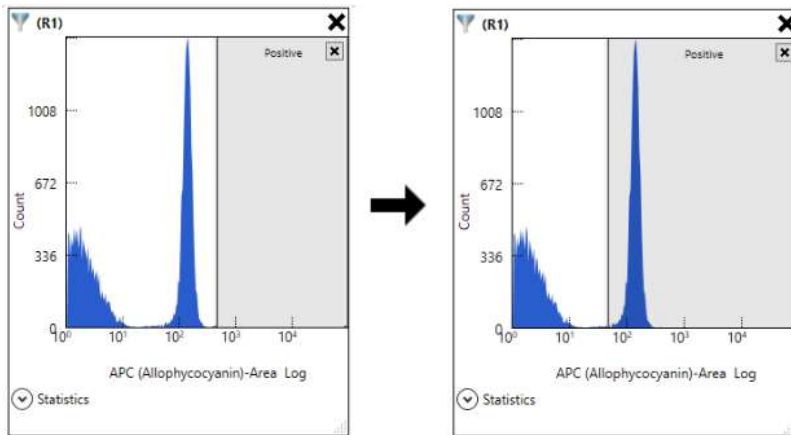 (R1)
Positive
1008
672
336
0
Count
10⁰ 10¹ 10² 10³ 10⁴
APC (Allophycocyanin)-Area Log
Statistics
(R1)
Positive
1008
672
336
0
Count
10⁰ 10¹ 10² 10³ 10⁴
APC (Allophycocyanin)-Area Log
Statistics